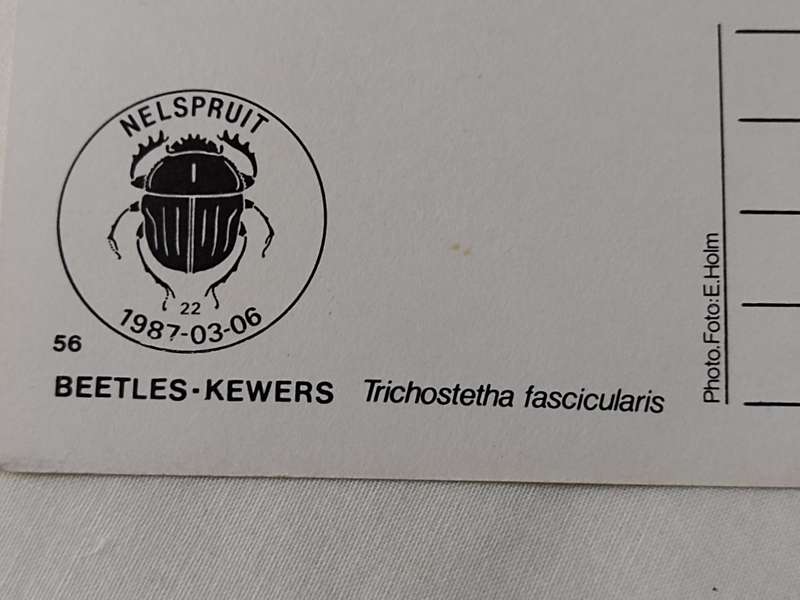 NELSPRUIT
22
1987-03-06
56
BEETLES-KEWERS Trichostetha fascicularis
Photo.Foto:E.Holm